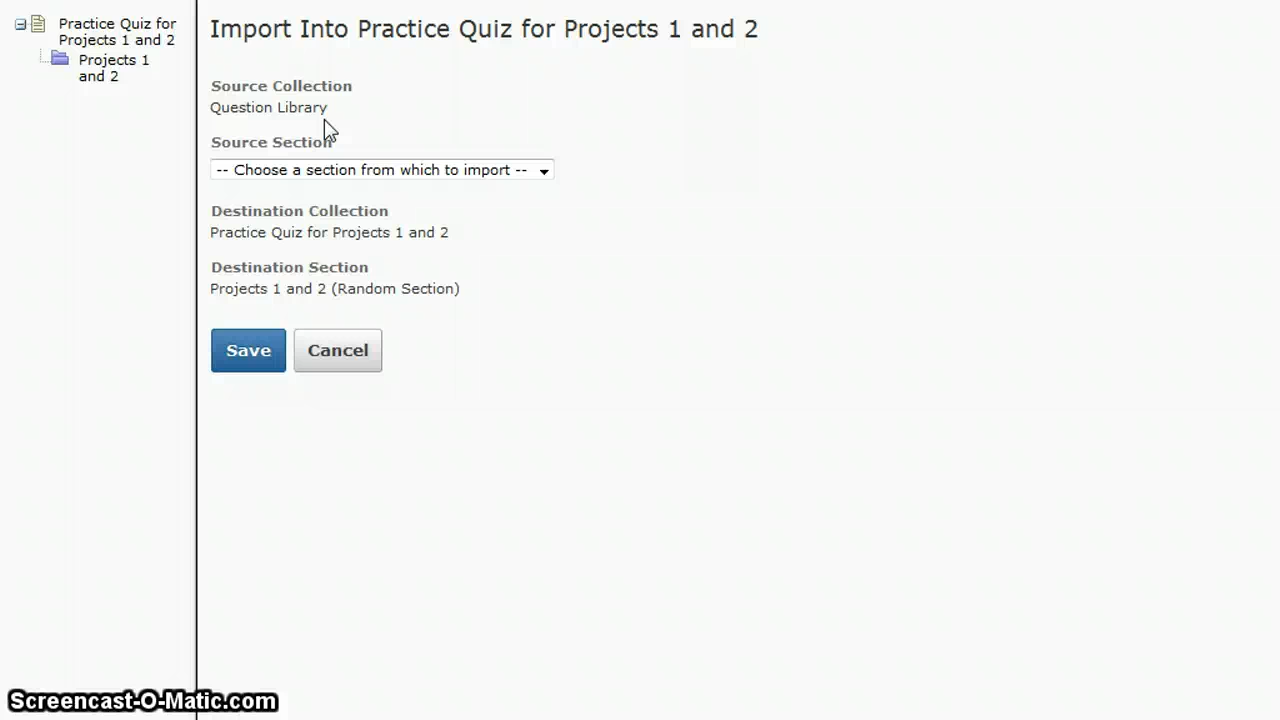 Practice Quiz for
Projects 1 and 2
Projects 1
and 2
Import Into Practice Quiz for Projects 1 and 2
Source Collection
Question Library
Source Section
-- Choose a section from which to import --
Destination Collection
Practice Quiz for Projects 1 and 2
Destination Section
Projects 1 and 2 (Random Section)
Save
Cancel
Screencast-O-Matic.com